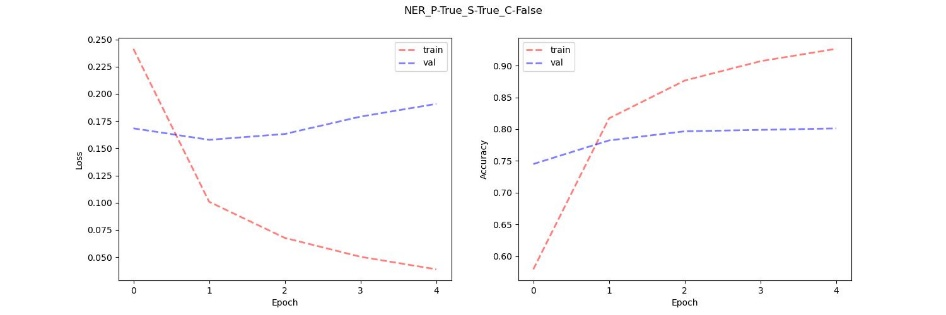 NER_P-True_S-True_C-False
0.250
0.225
0.200
0.175
0.150
0.125
0.100
0.075
0.050
Loss
0
1
2
3
4
Epoch
train
val
0.90
0.85
0.80
0.75
0.70
0.65
0.60
Accuracy
0
1
2
3
4
Epoch
train
val